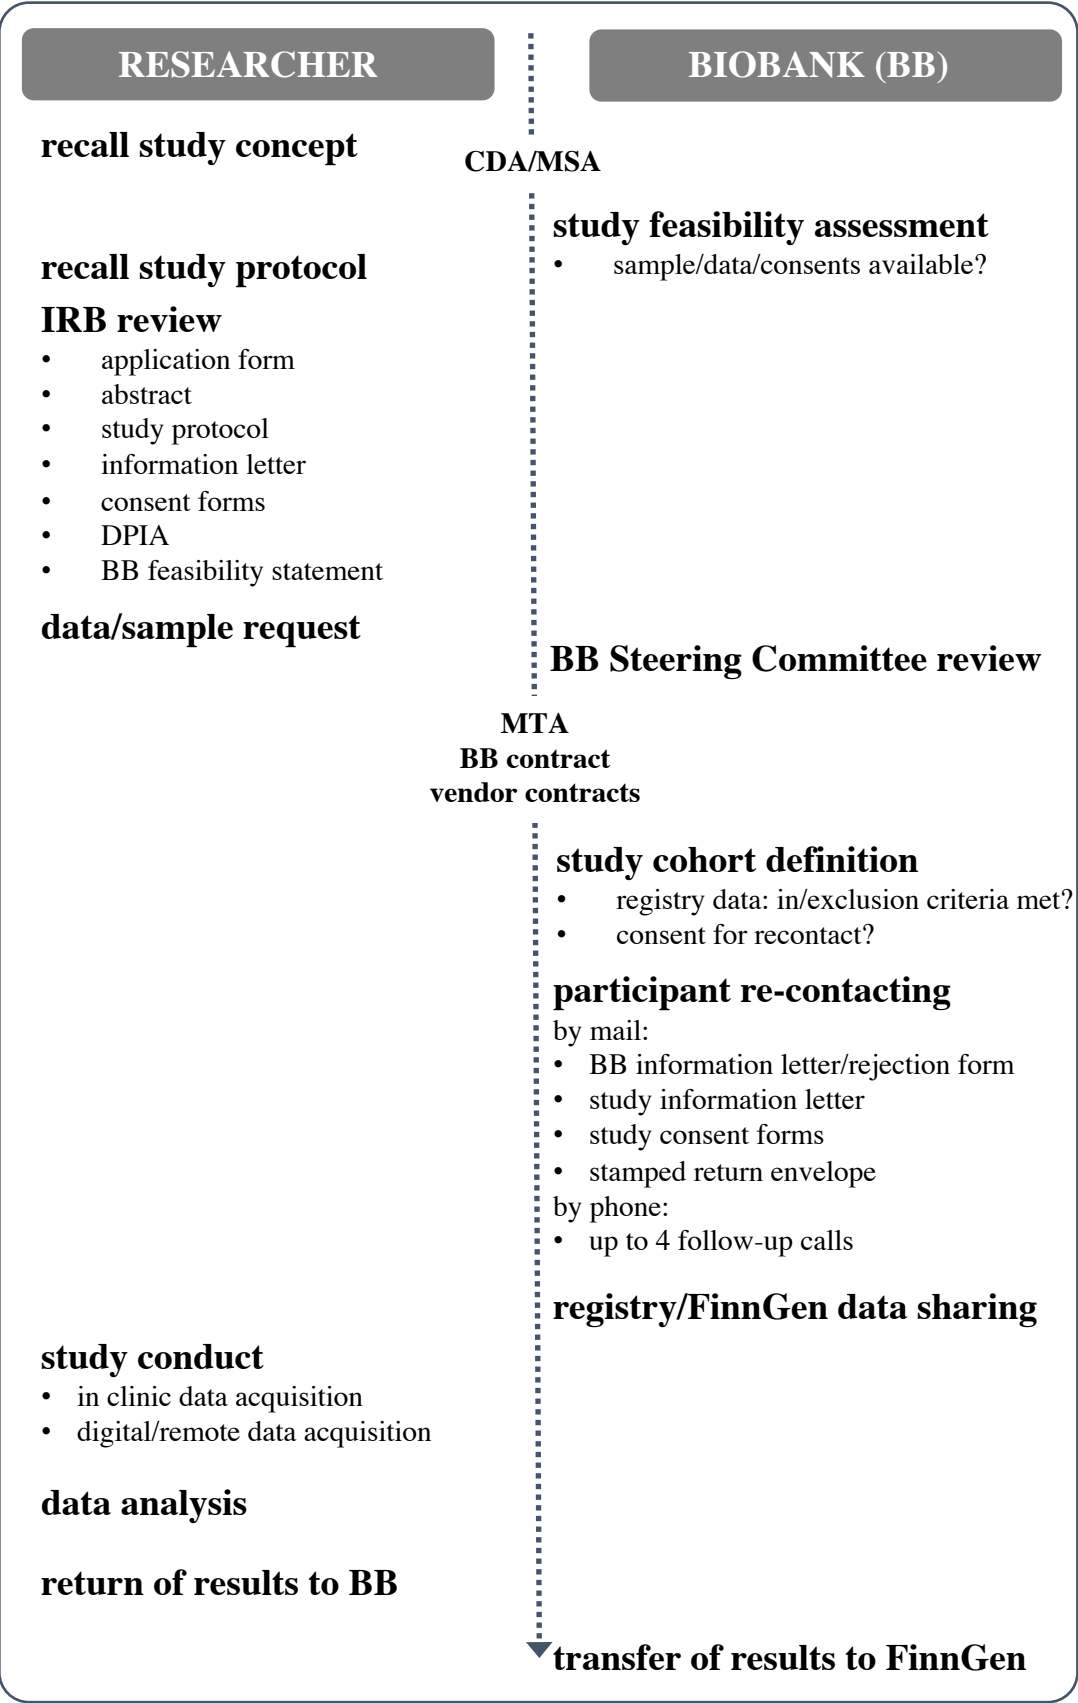 RESEARCHER
BIOBANK (BB)
recall study concept
CDA/MSA
study feasibility assessment
• sample/data/consents available?
recall study protocol
IRB review
• application form
• abstract
• study protocol
• information letter
• consent forms
• DPIA
• BB feasibility statement
data/sample request
BB Steering Committee review
MTA
BB contract
vendor contracts
study cohort definition
• registry data: in/exclusion criteria met?
• consent for recontact?
participant re-contacting
by mail:
• BB information letter/rejection form
• study information letter
• study consent forms
• stamped return envelope
by phone:
• up to 4 follow-up calls
registry/FinnGen data sharing
study conduct
• in clinic data acquisition
• digital/remote data acquisition
data analysis
return of results to BB
transfer of results to FinnGen